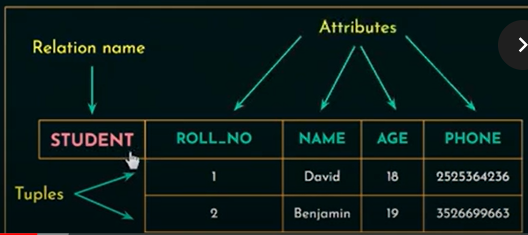 Attributes
Relation name
STUDENT ROLL_NO NAME AGE PHONE
1 David 18 2525364236
Tuples
2 Benjamin 19 3526699663